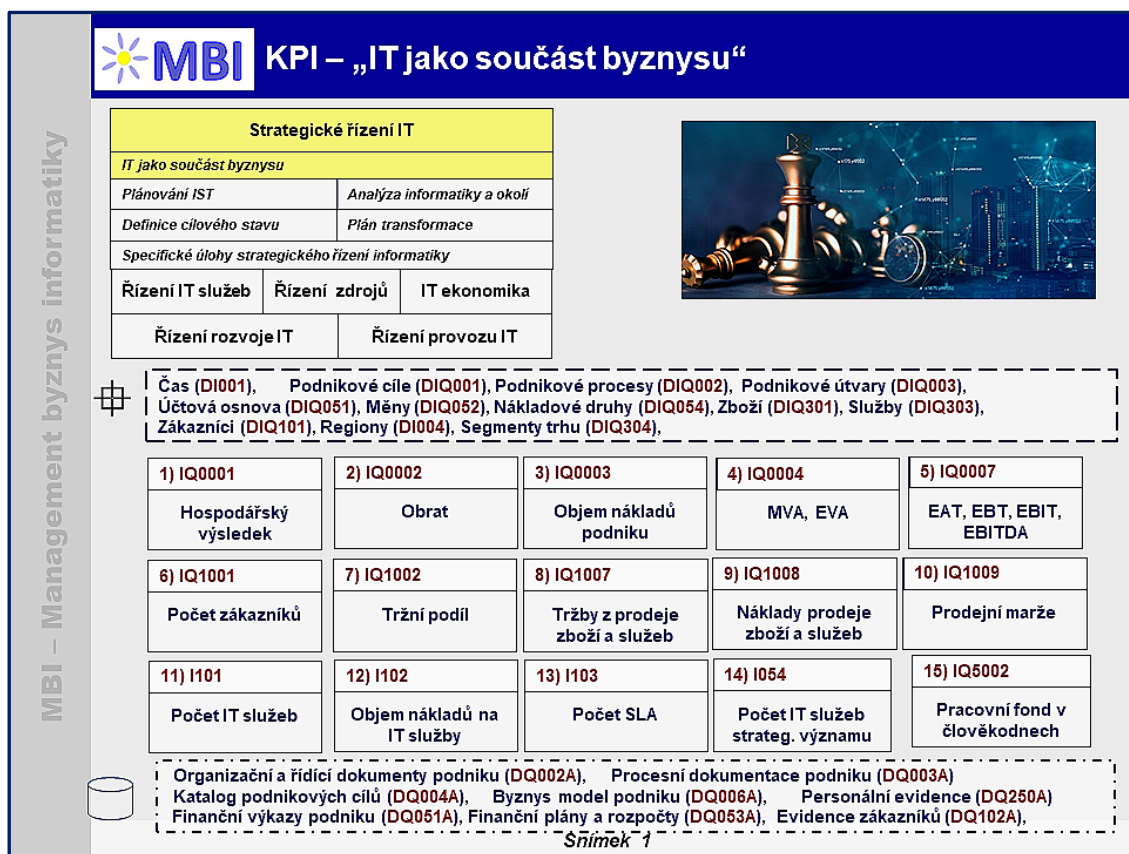 MBI
KPI – „IT jako součást byznysu“
MBI – Management byznys informatiky
Strategické řízení IT
IT jako součást byznysu
Plánování IST
Analýza informatiky a okolí
Definice cílového stavu
Plán transformace
Specifické úlohy strategického řízení informatiky
Řízení IT služeb
Řízení zdrojů
IT ekonomika
Řízení rozvoje IT
Řízení provozu IT
Čas (DI001), Podnikové cíle (DIQ001), Podnikové procesy (DIQ002), Podnikové útvary (DIQ003),
Účtová osnova (DIQ051), Měny (DIQ052), Nákladové druhy (DIQ054), Zboží (DIQ301), Služby (DIQ303),
Zákazníci (DIQ101), Regiony (DI004), Segmenty trhu (DIQ304),
1) IQ0001
Hospodářský
výsledek
2) IQ0002
Obrat
3) IQ0003
Objem nákladů
podniku
4) IQ0004
MVA, EVA
5) IQ0007
EAT, EBT, EBIT,
EBITDA
6) IQ1001
Počet zákazníků
7) IQ1002
Tržní podíl
8) IQ1007
Tržby z prodeje
zboží a služeb
9) IQ1008
Náklady prodeje
zboží a služeb
10) IQ1009
Prodejní marže
11) I101
Počet IT služeb
12) I102
Objem nákladů na
IT služby
13) I103
Počet SLA
14) I054
Počet IT služeb
strateg. významu
15) IQ5002
Pracovní fond v
člověkodnech
Organizační a řídící dokumenty podniku (DQ002A), Procesní dokumentace podniku (DQ003A)
Katalog podnikových cílů (DQ004A), Byznys model podniku (DQ006A), Personální evidence (DQ250A)
Finanční výkazy podniku (DQ051A), Finanční plány a rozpočty (DQ053A), Evidence zákazníků (DQ102A),
Snímek 1